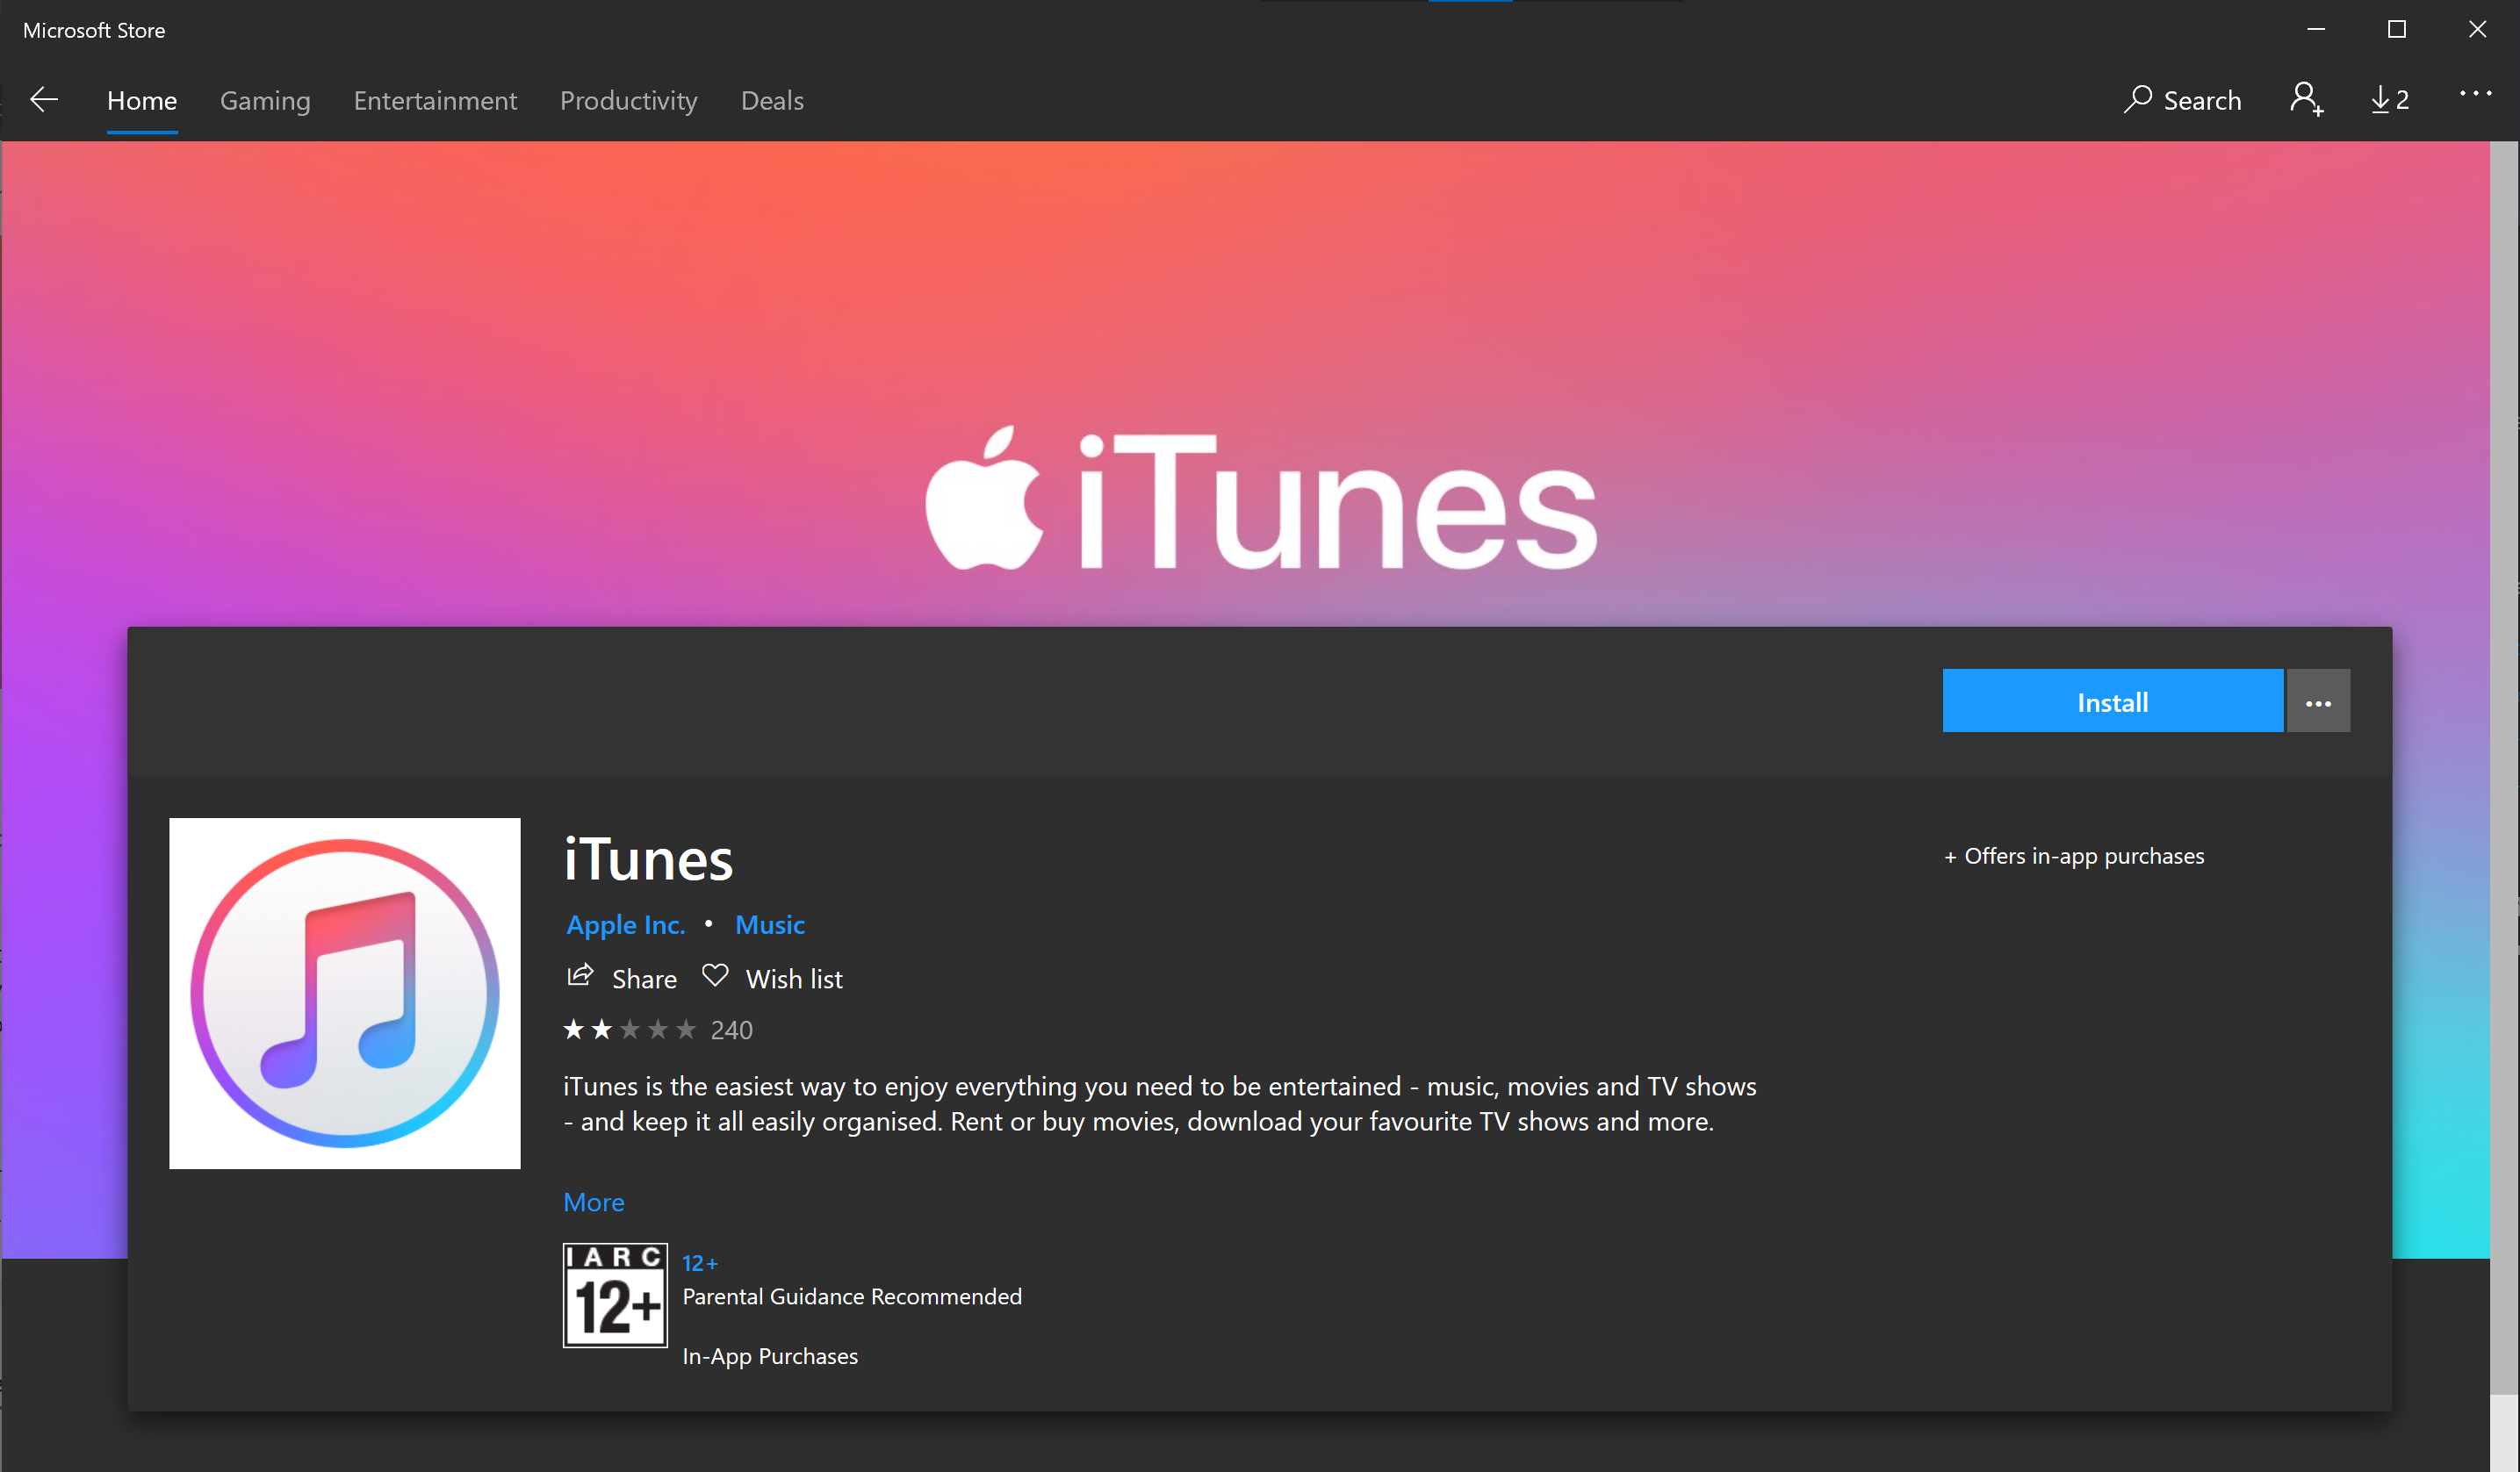 Microsoft Store
Home Gaming Entertainment Productivity Deals Search 2
iTunes
Install
iTunes
+ Offers in-app purchases
Apple Inc. • Music
Share Wish list
240
iTunes is the easiest way to enjoy everything you need to be entertained - music, movies and TV shows
- and keep it all easily organised. Rent or buy movies, download your favourite TV shows and more.
More
IARC
12+
12+
Parental Guidance Recommended
In-App Purchases